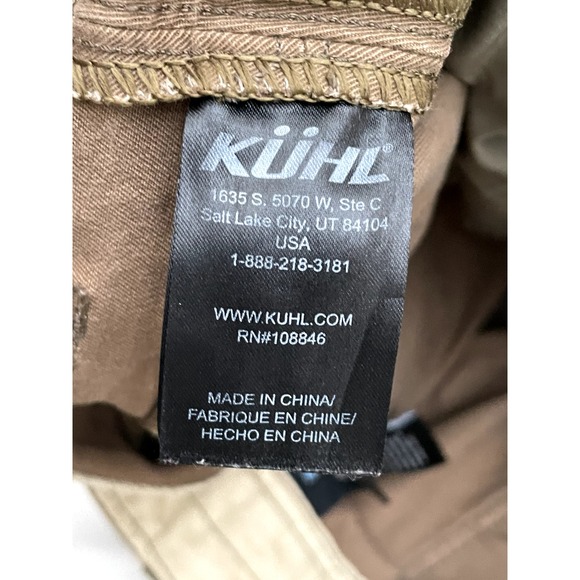 KÜHL®
1635 S. 5070 W, Ste C
Salt Lake City, UT 84104
USA
1-888-218-3181
WWW.KUHL.COM
RN#108846
MADE IN CHINA/
FABRIQUE EN CHINE/
HECHO EN CHINA